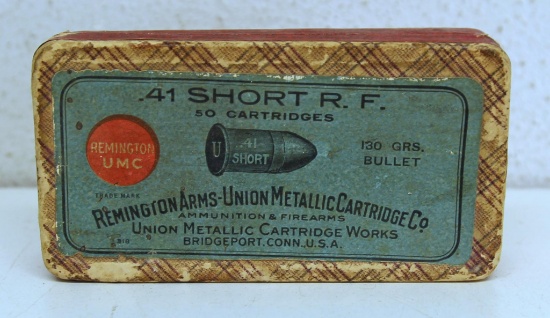 .41 SHORT R. F.
50 CARTRIDGES
REMINGTON
UMC
TRADE MARK
U
.41
SHORT
130 GRS.
BULLET
REMINGTON ARMS-UNION METALLIC CARTRIDGE CO
AMMUNITION & FIREARMS
UNION METALLIC CARTRIDGE WORKS
BRIDGEPORT, CONN. U.S.A.